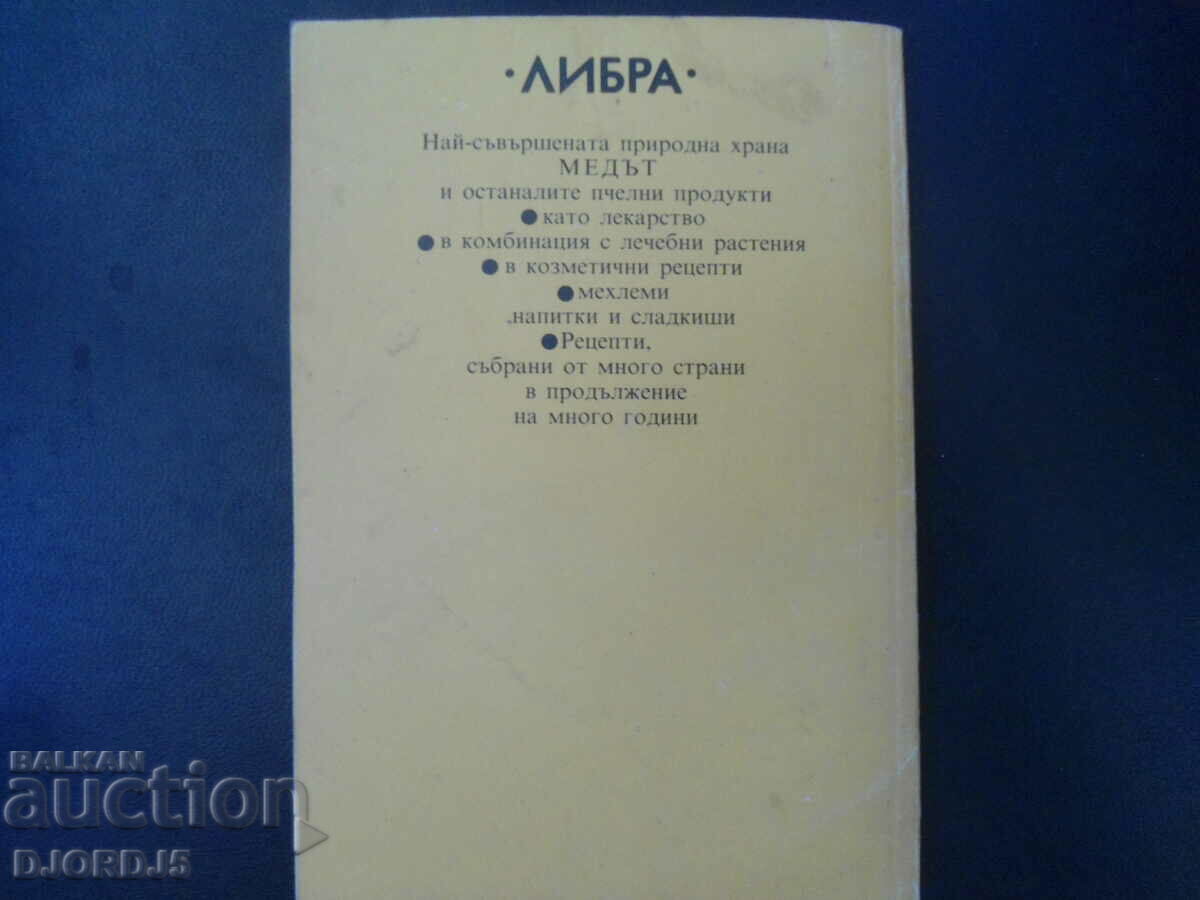 ·ЛИБРА·
Най-съвършената природна храна
МЕДЪТ
и останалите пчелни продукти
●като лекарство
●в комбинация с лечебни растения
●в козметични рецепти
●мехлеми
.напитки и сладкиши
●Рецепти,
събрани от много страни
в продължение
на много години
BALKAN
auction
DJORDJ5